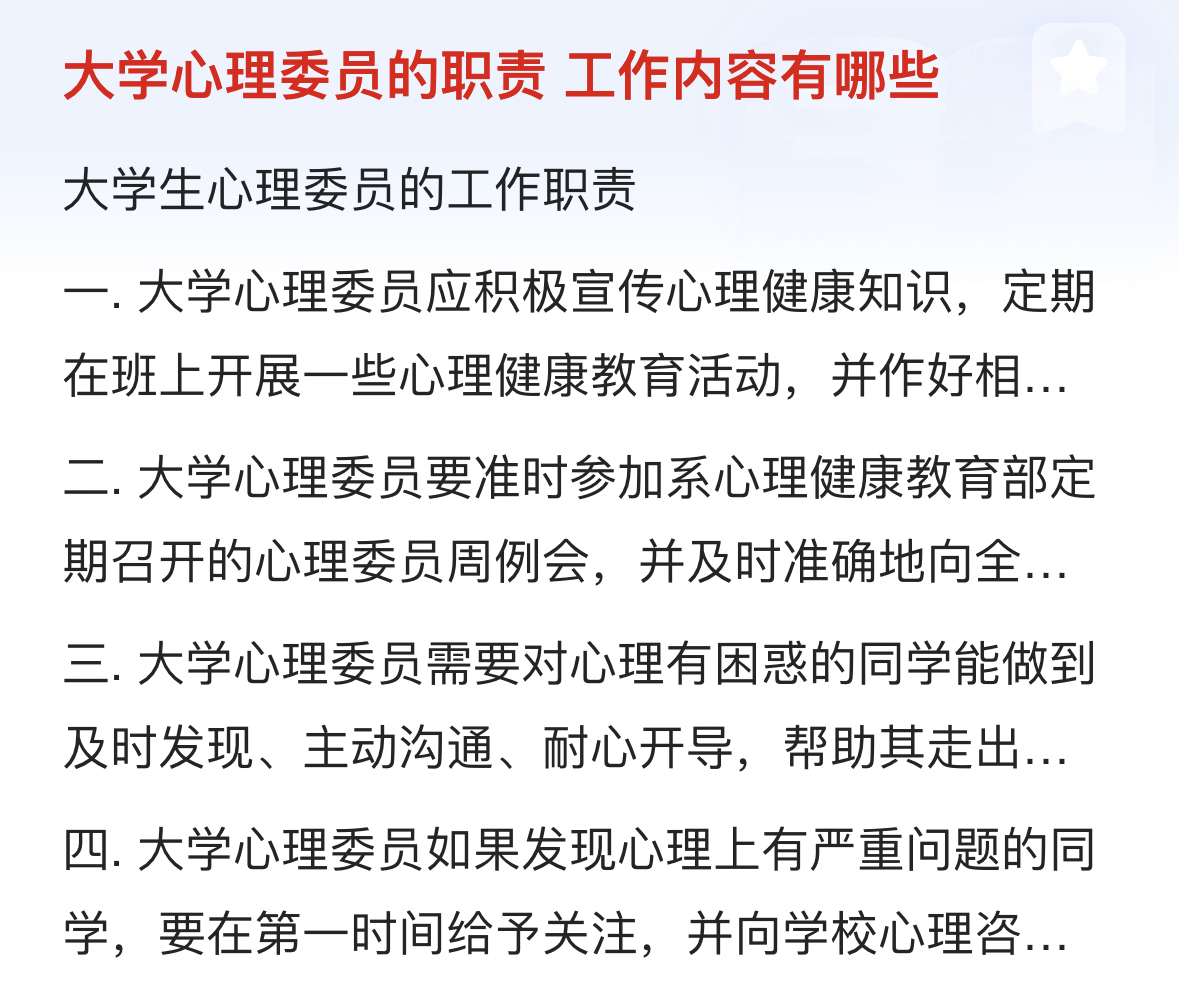 大学心理委员的职责 工作内容有哪些
大学生心理委员的工作职责
一. 大学心理委员应积极宣传心理健康知识，定期
在班上开展一些心理健康教育活动，并作好相...
二. 大学心理委员要准时参加系心理健康教育部定
期召开的心理委员周例会，并及时准确地向全...
三. 大学心理委员需要对心理有困惑的同学能做到
及时发现、主动沟通、耐心开导，帮助其走出...
四. 大学心理委员如果发现心理上有严重问题的同
学，要在第一时间给予关注，并向学校心理咨...